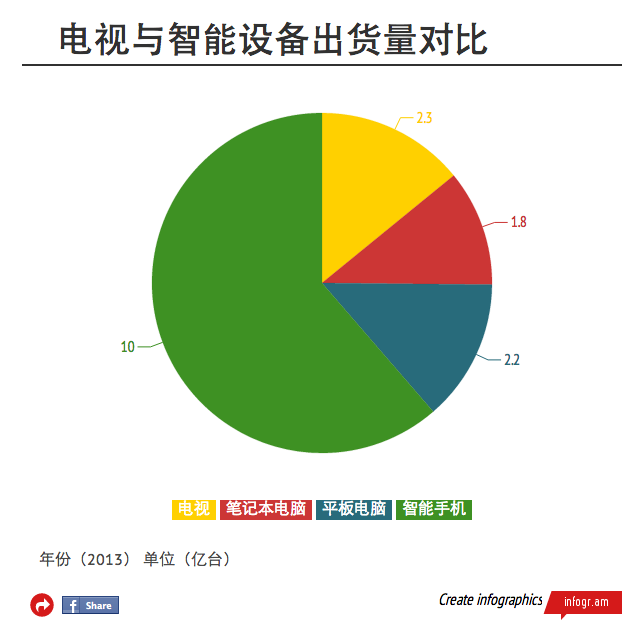 电视与智能设备出货量对比
2.3
1.8
10
2.2
电视 笔记本电脑 平板电脑 智能手机
年份（2013） 单位（亿台）
f Share
Create infographics infogr.am